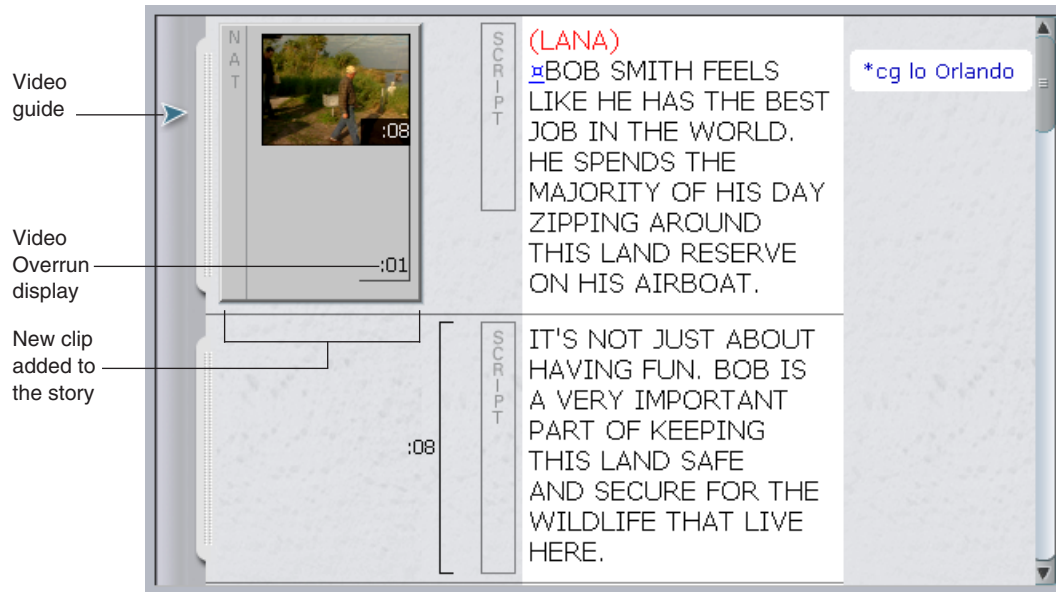 Video
guide
Video
Overrun
display
New clip
added to
the story
N
A
T
:08
:01
S
C
R
I
P
T
(LANA)
¤BOB SMITH FEELS
LIKE HE HAS THE BEST
JOB IN THE WORLD.
HE SPENDS THE
MAJORITY OF HIS DAY
ZIPPING AROUND
THIS LAND RESERVE
ON HIS AIRBOAT.
*cg lo Orlando
:08
S
C
R
I
P
T
IT'S NOT JUST ABOUT
HAVING FUN. BOB IS
A VERY IMPORTANT
PART OF KEEPING
THIS LAND SAFE
AND SECURE FOR THE
WILDLIFE THAT LIVE
HERE.